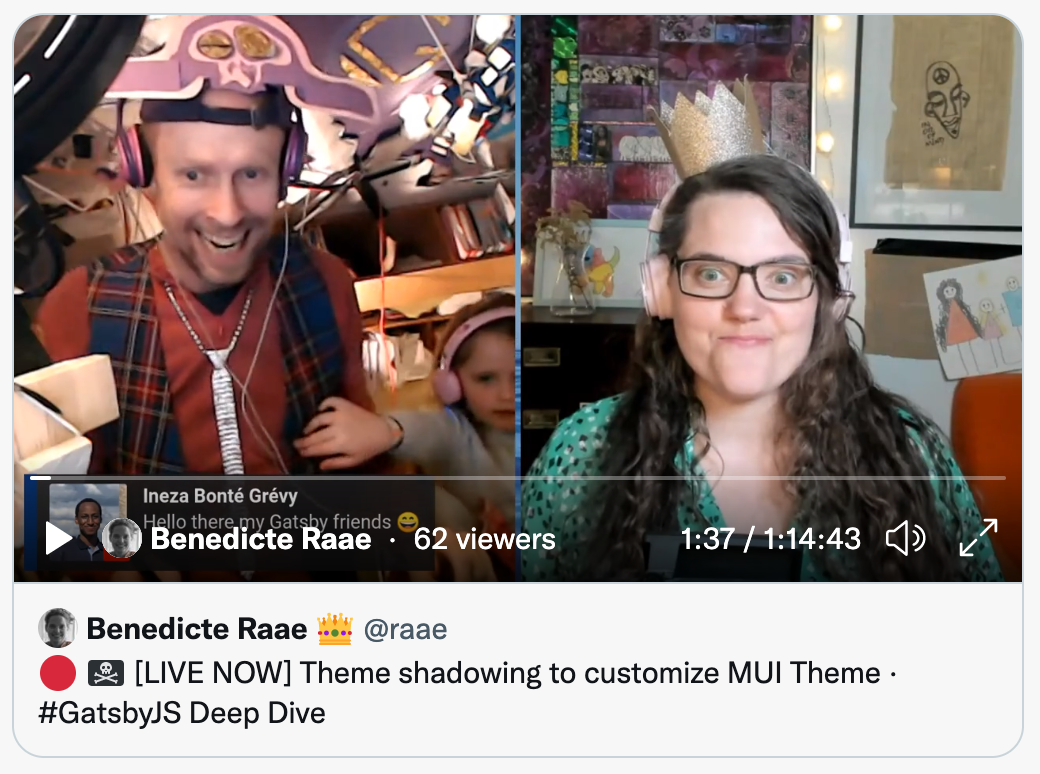 Ineza Bonté Grévy
Hello there my Gatsby friends 😄
Benedicte Raae · 62 viewers
1:37 / 1:14:43
Benedicte Raae 👑 @raae
🔴 🏴‍☠️ [LIVE NOW] Theme shadowing to customize MUI Theme ·
#GatsbyJS Deep Dive